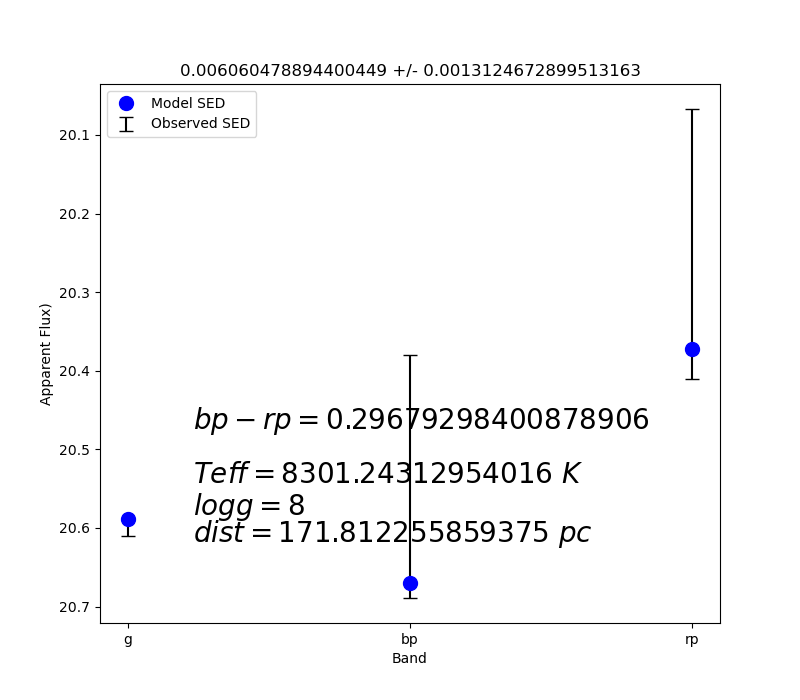 0.006060478894400449 +/- 0.0013124672899513163
Model SED
Observed SED
20.1
20.2
20.3
20.4
20.5
20.6
20.7
Apparent Flux)
bp − rp = 0.29679298400878906
Teff = 8301.24312954016 K
logg = 8
dist = 171.812255859375 pc
g bp rp
Band